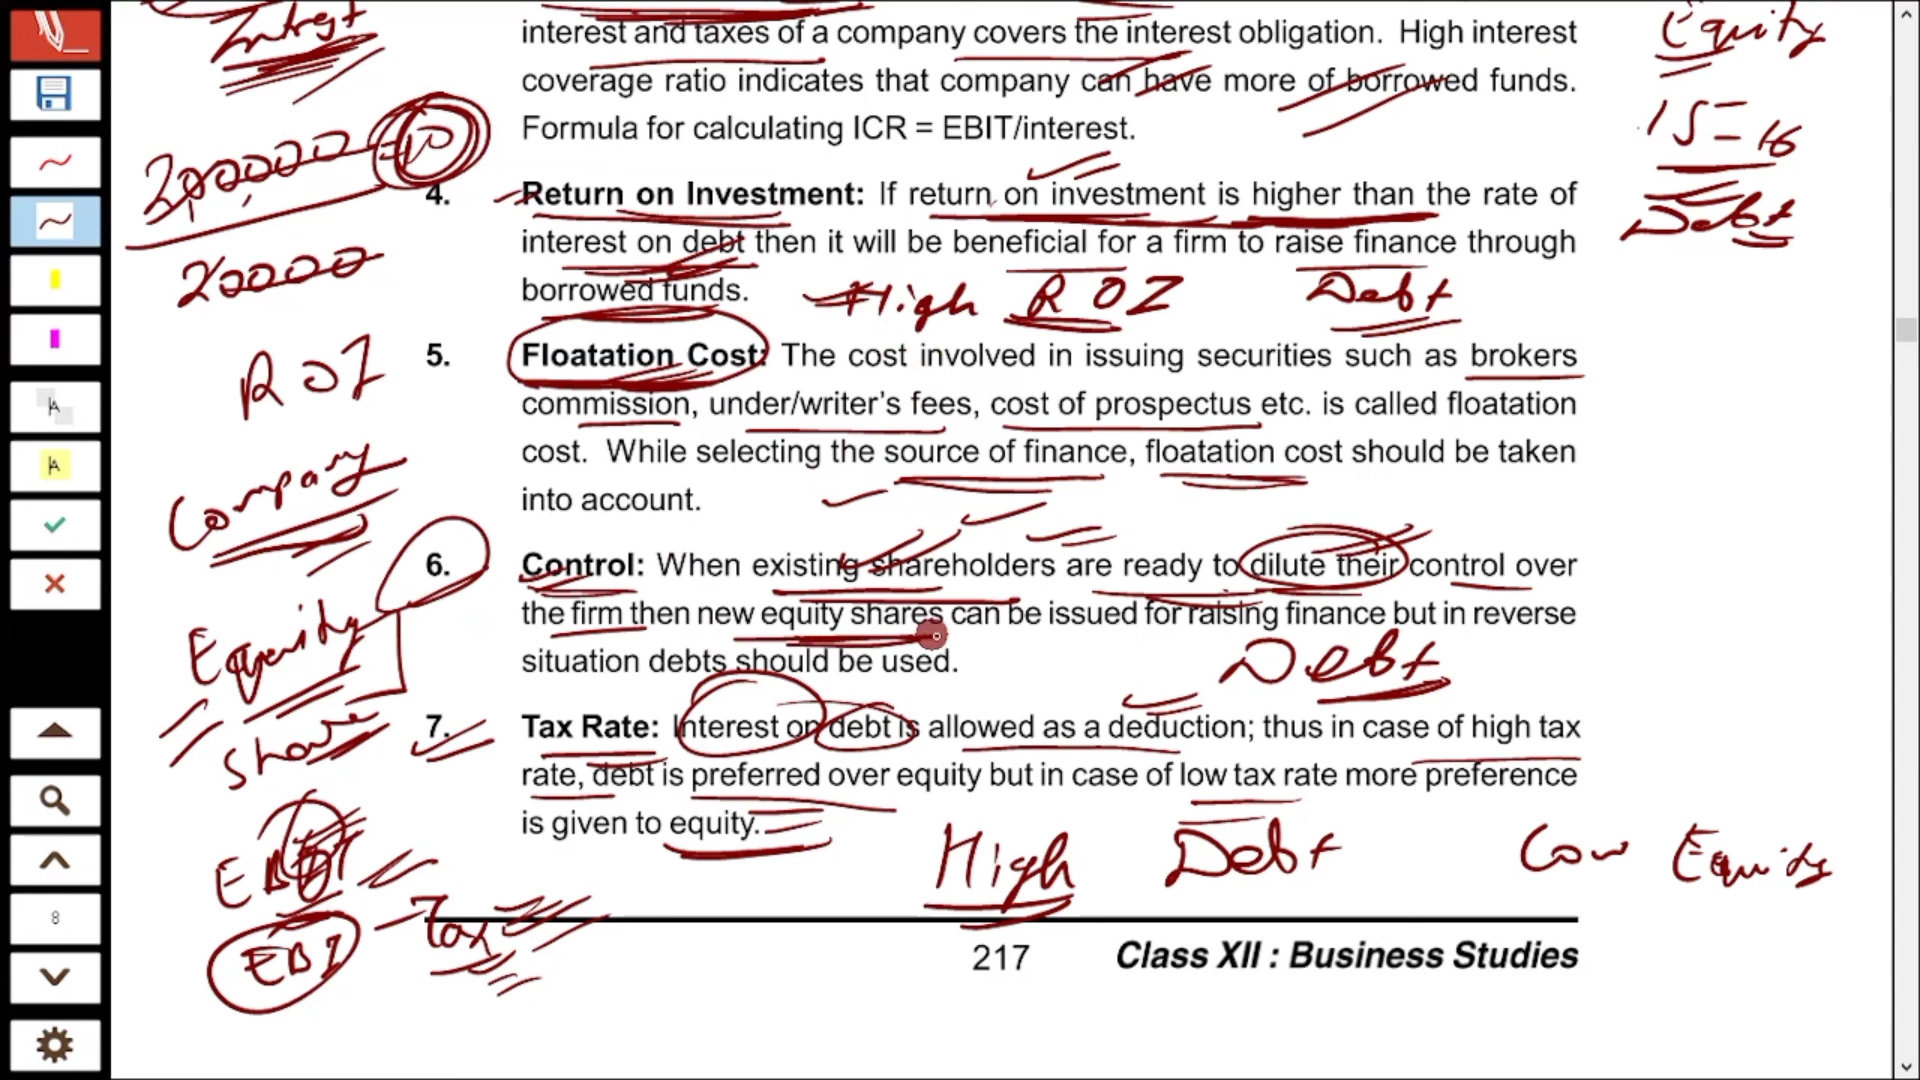 Intrest
interest and taxes of a company covers the interest obligation. High interest
Equity
coverage ratio indicates that company can have more of borrowed funds.
Formula for calculating ICR = EBIT/interest.
15 = 16
200000 = 10
20000
4. Return on Investment: If return on investment is higher than the rate of
Debt
interest on debt then it will be beneficial for a firm to raise finance through
borrowed funds.
High ROI Debt
ROI
5. Floatation Cost: The cost involved in issuing securities such as brokers
commission, under/writer's fees, cost of prospectus etc. is called floatation
cost. While selecting the source of finance, floatation cost should be taken
into account.
Company
6. Control: When existing shareholders are ready to dilute their control over
the firm then new equity shares can be issued for raising finance but in reverse
situation debts should be used.
Debt
Equity
Share
7. Tax Rate: Interest on debt is allowed as a deduction; thus in case of high tax
rate, debt is preferred over equity but in case of low tax rate more preference
is given to equity.
High Debt Low Equity
EBIT
EBI - Tax
217 Class XII : Business Studies
8